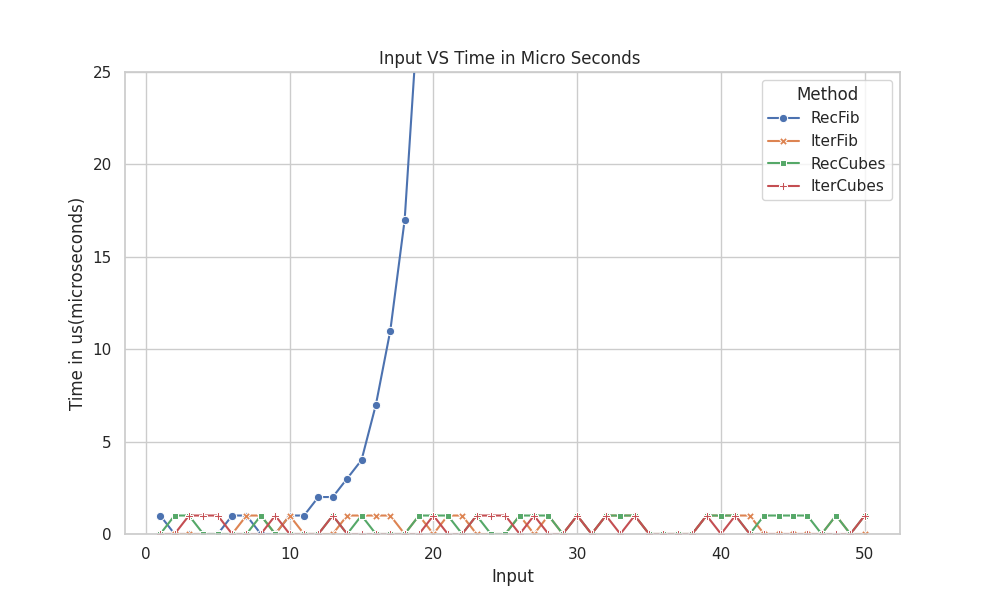 Input VS Time in Micro Seconds
Time in us(microseconds)
25
20
15
10
5
0
0
10
20
30
40
50
Input
Method
RecFib
IterFib
RecCubes
IterCubes